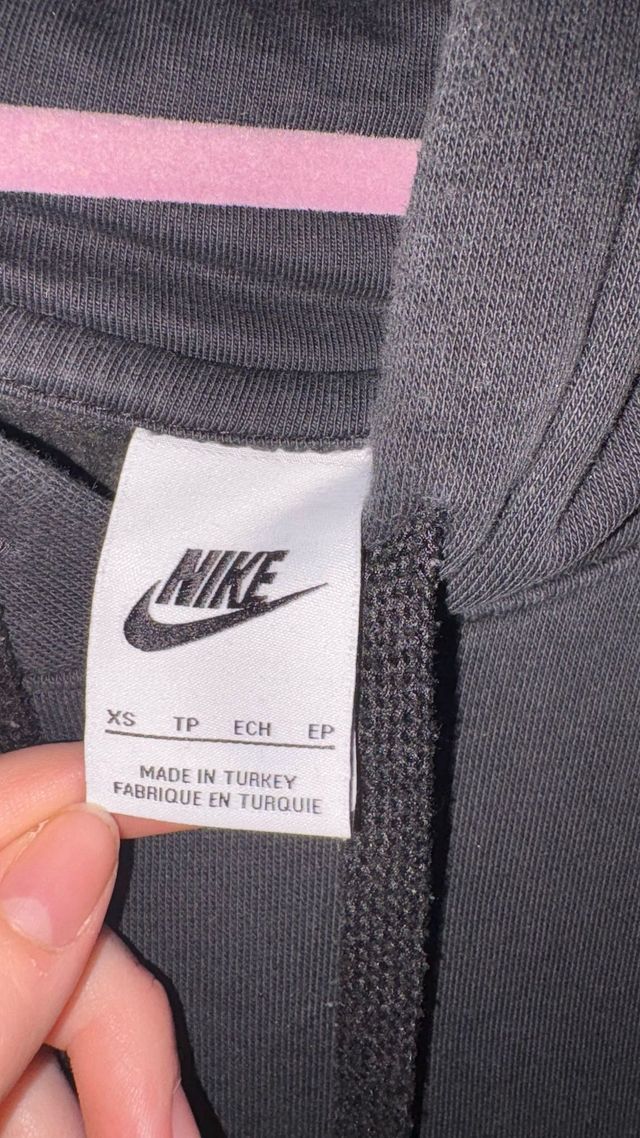 NIKE
XS TP ECH EP
MADE IN TURKEY
FABRIQUE EN TURQUIE